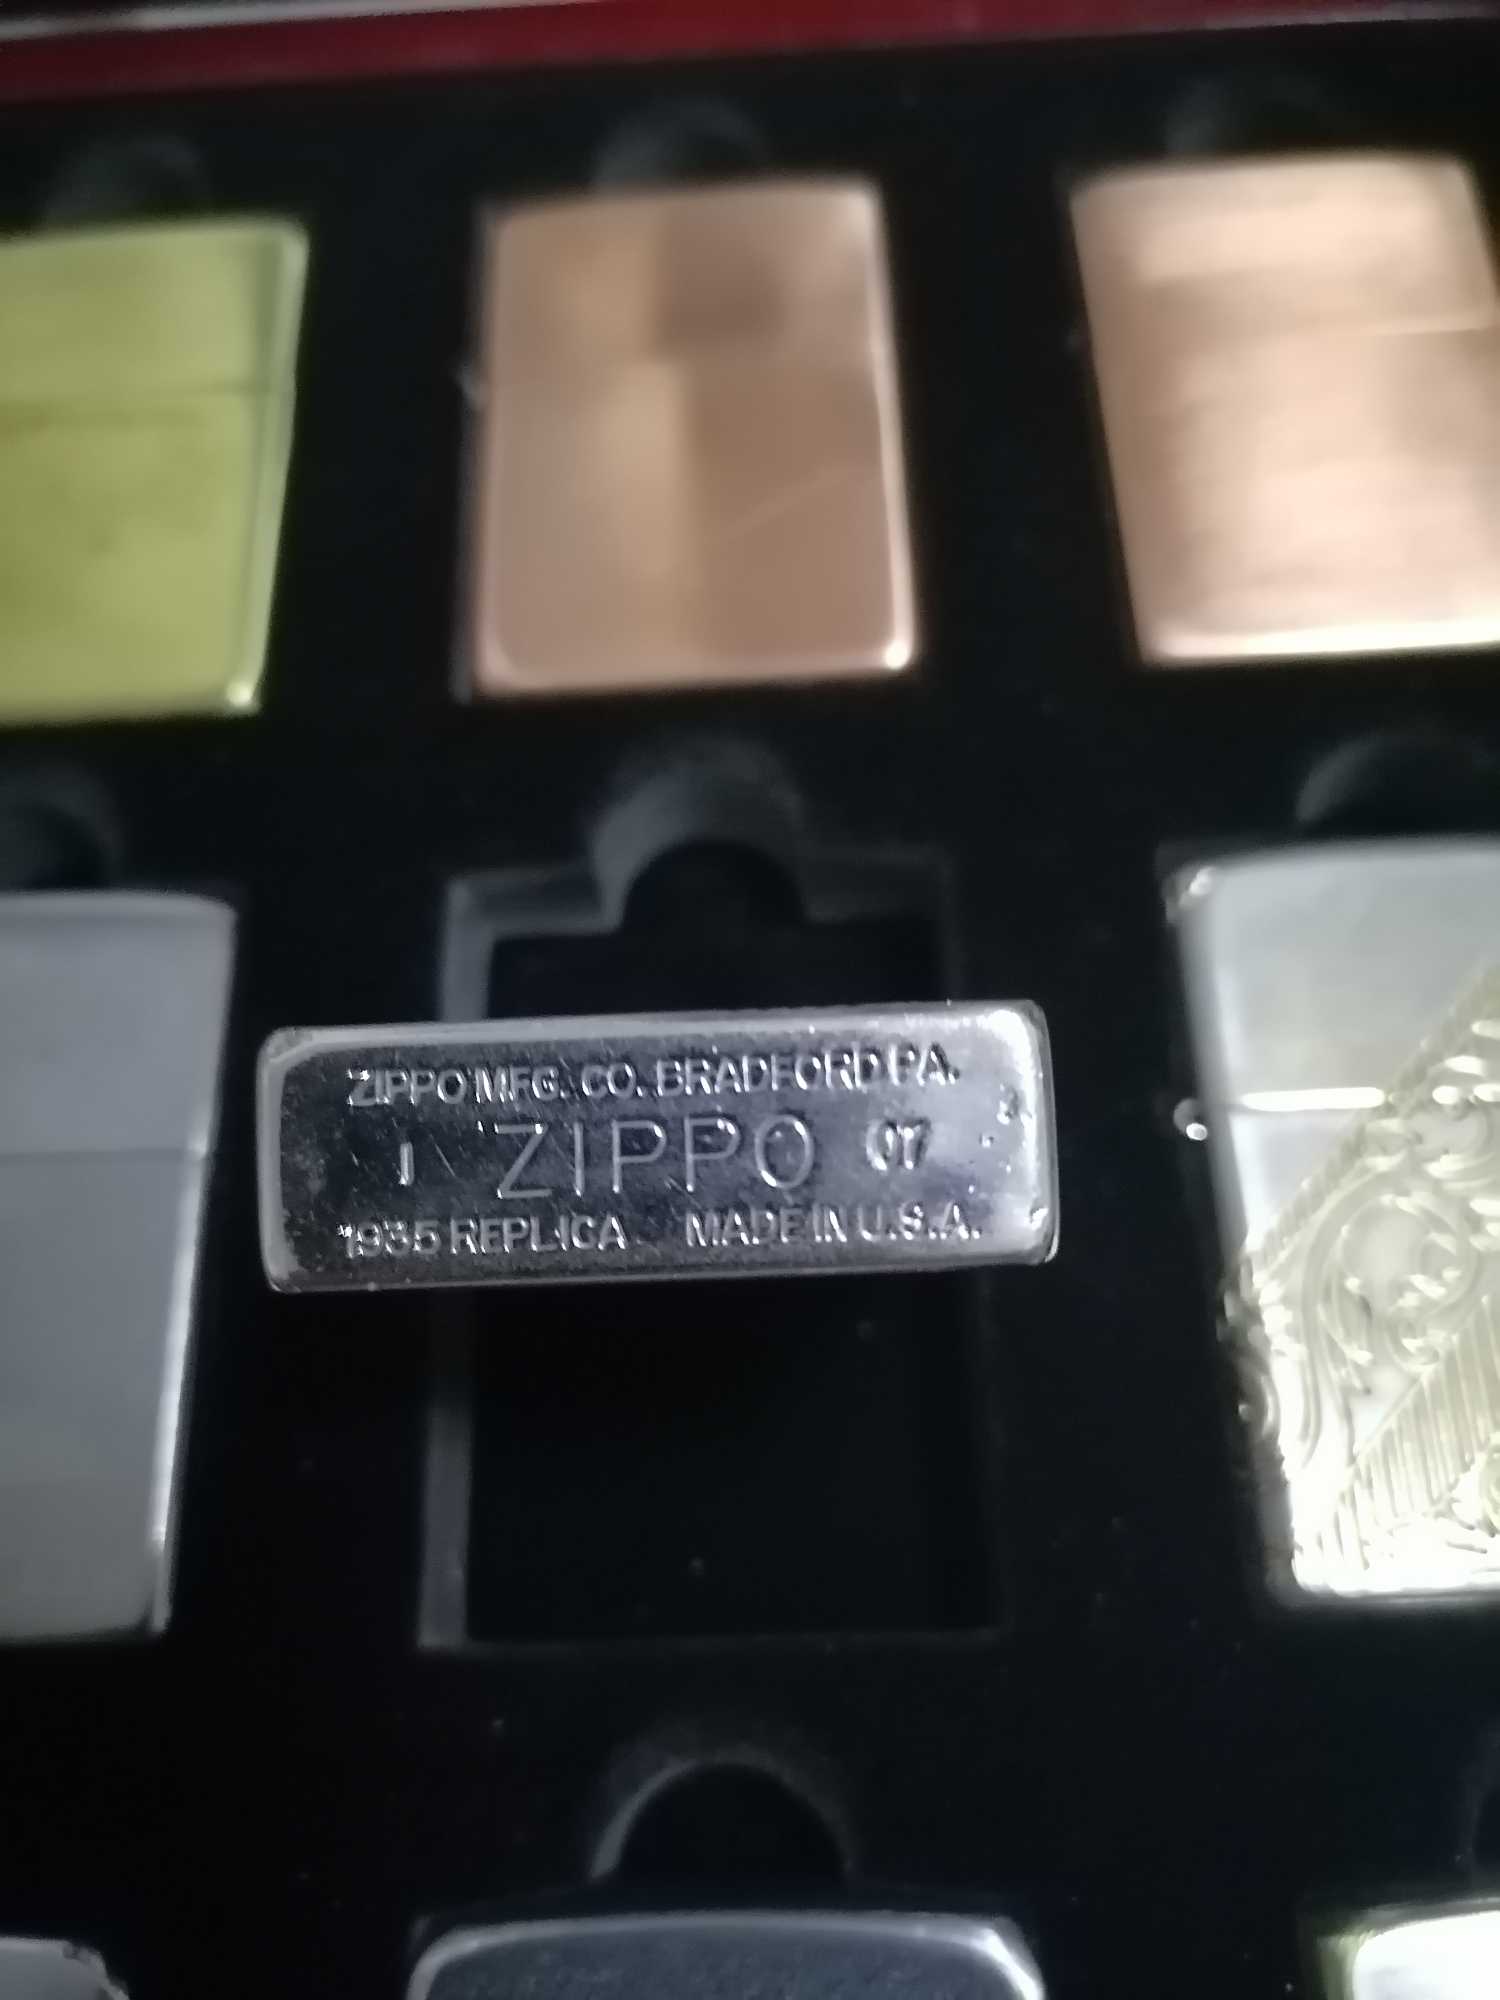 ZIPPO MFG. CO. BRADFORD PA.
I ZIPPO 07
1935 REPLICA MADE IN U.S.A.